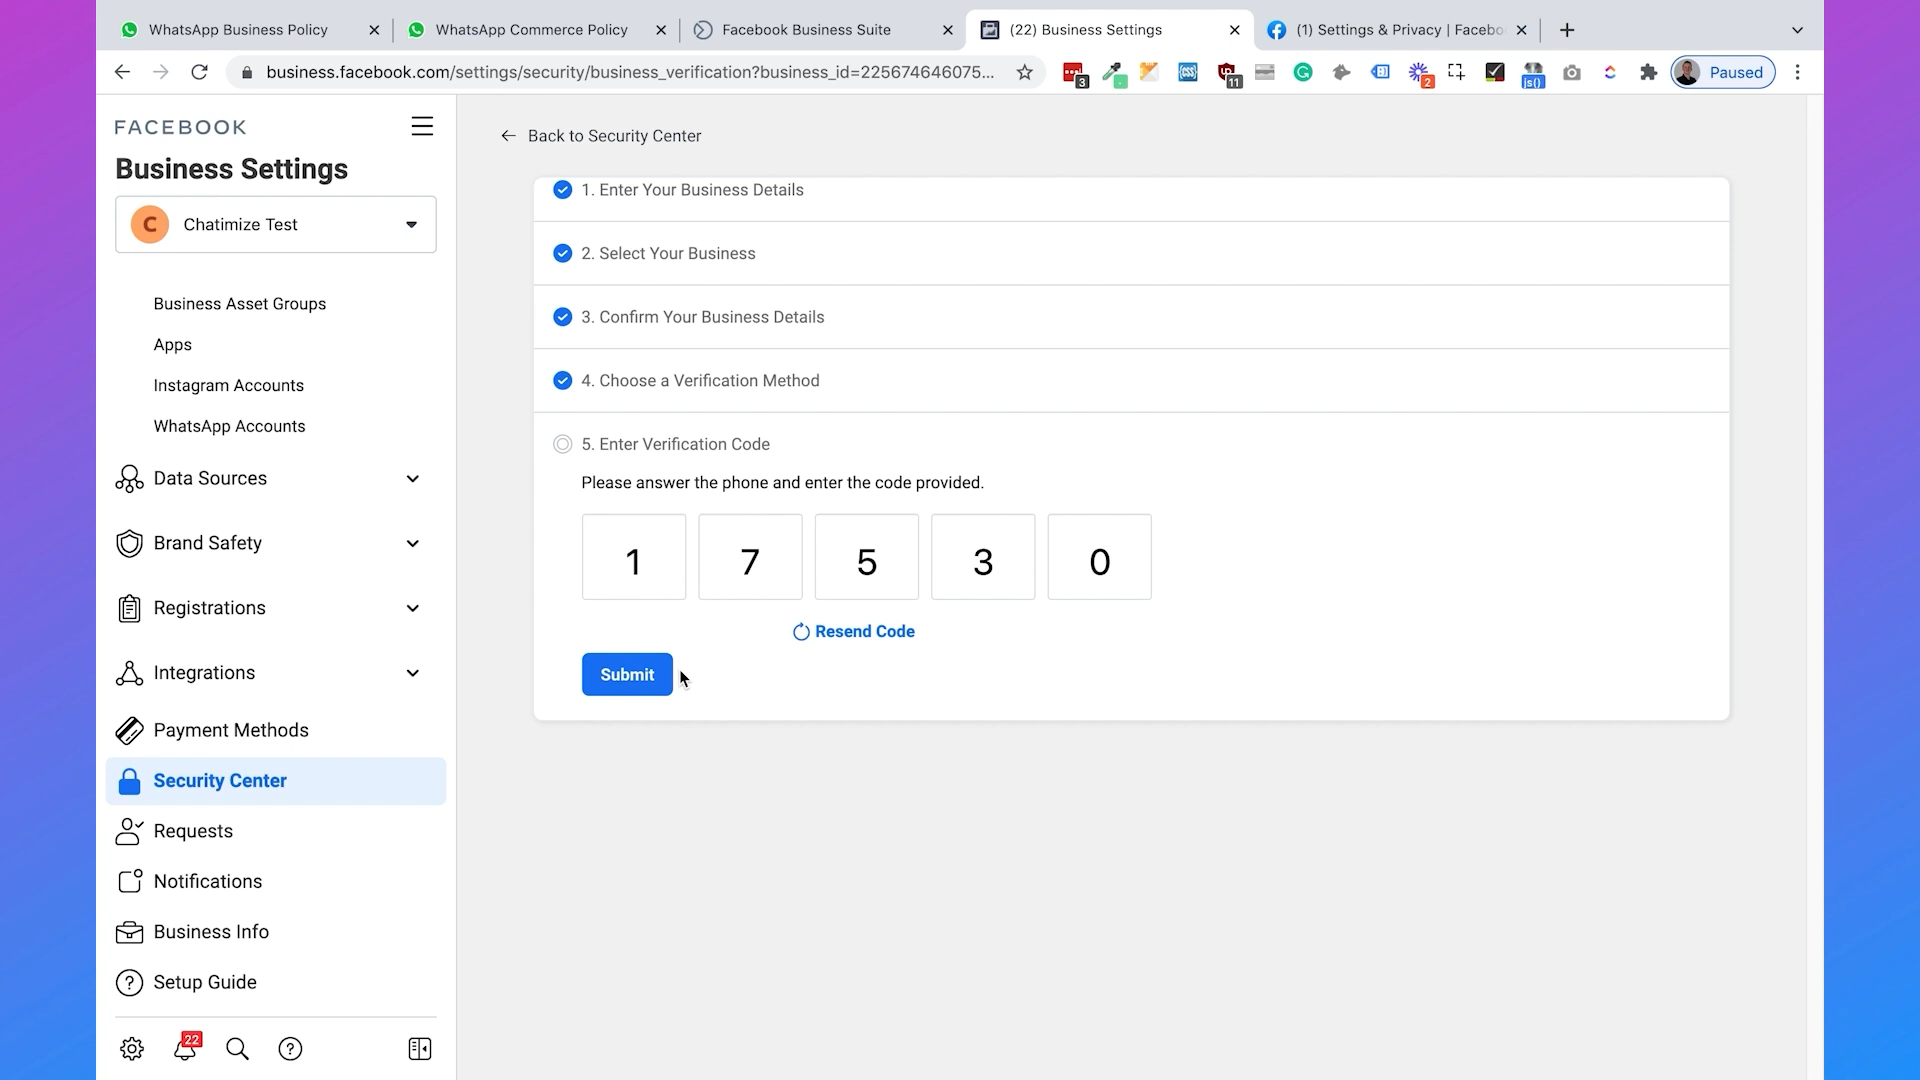 WhatsApp Business Policy
WhatsApp Commerce Policy
Facebook Business Suite
(22) Business Settings
(1) Settings & Privacy | Facebo
business.facebook.com/settings/security/business_verification?business_id=225674646075...
3
11
2
Paused
FACEBOOK
Business Settings
C
Chatimize Test
Business Asset Groups
Apps
Instagram Accounts
WhatsApp Accounts
Data Sources
Brand Safety
Registrations
Integrations
Payment Methods
Security Center
Requests
Notifications
Business Info
Setup Guide
22
Back to Security Center
1. Enter Your Business Details
2. Select Your Business
3. Confirm Your Business Details
4. Choose a Verification Method
5. Enter Verification Code
Please answer the phone and enter the code provided.
1 7 5 3 0
Resend Code
Submit